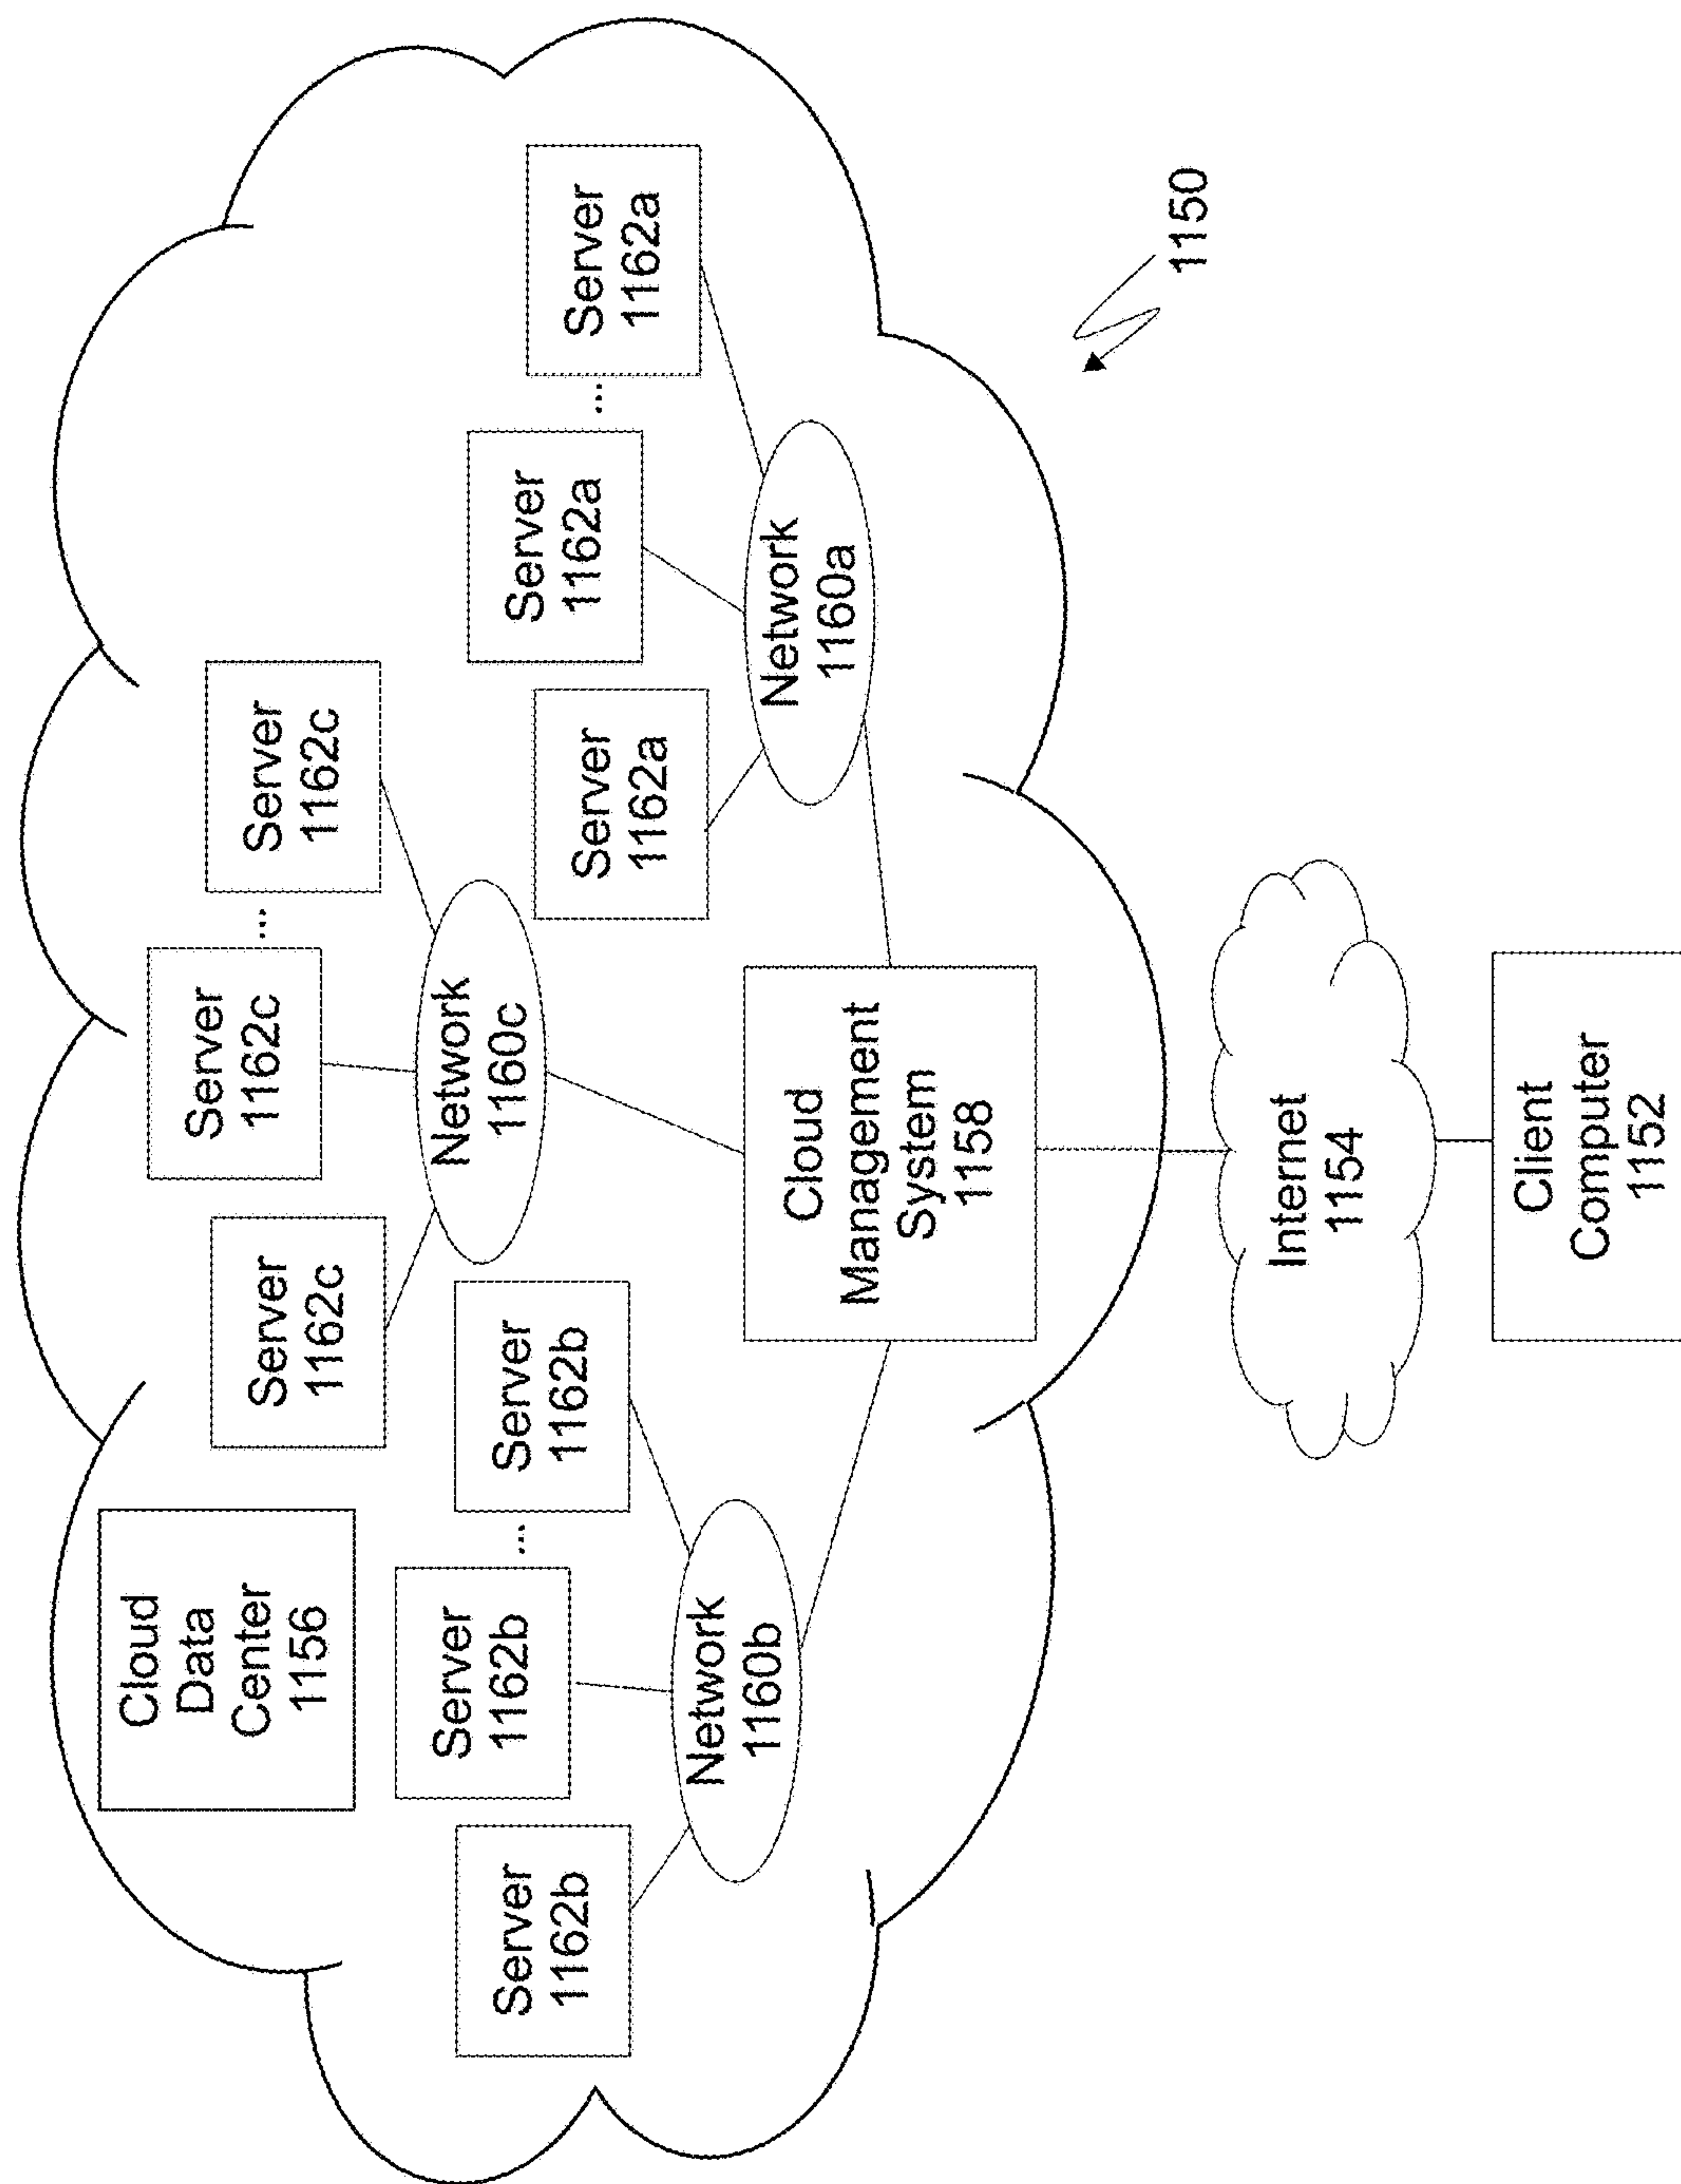 Cloud
Data
Center
1156
Server
1162c
Server
1162c
...
Server
1162c
Server
1162b
Server
1162b
...
Server
1162b
Network
1160c
Server
1162a
Server
1162a
...
Server
1162a
Network
1160b
Network
1160a
Cloud
Management
System
1158
1150
Internet
1154
Client
Computer
1152